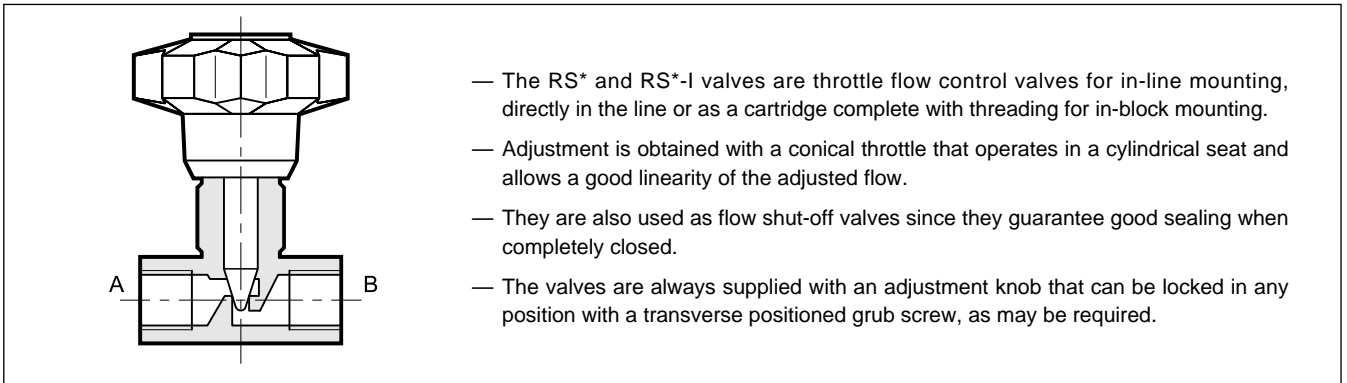 — The RS* and RS*-I valves are throttle flow control valves for in-line mounting,
directly in the line or as a cartridge complete with threading for in-block mounting.
— Adjustment is obtained with a conical throttle that operates in a cylindrical seat and
allows a good linearity of the adjusted flow.
— They are also used as flow shut-off valves since they guarantee good sealing when
completely closed.
— The valves are always supplied with an adjustment knob that can be locked in any
position with a transverse positioned grub screw, as may be required.
A
B